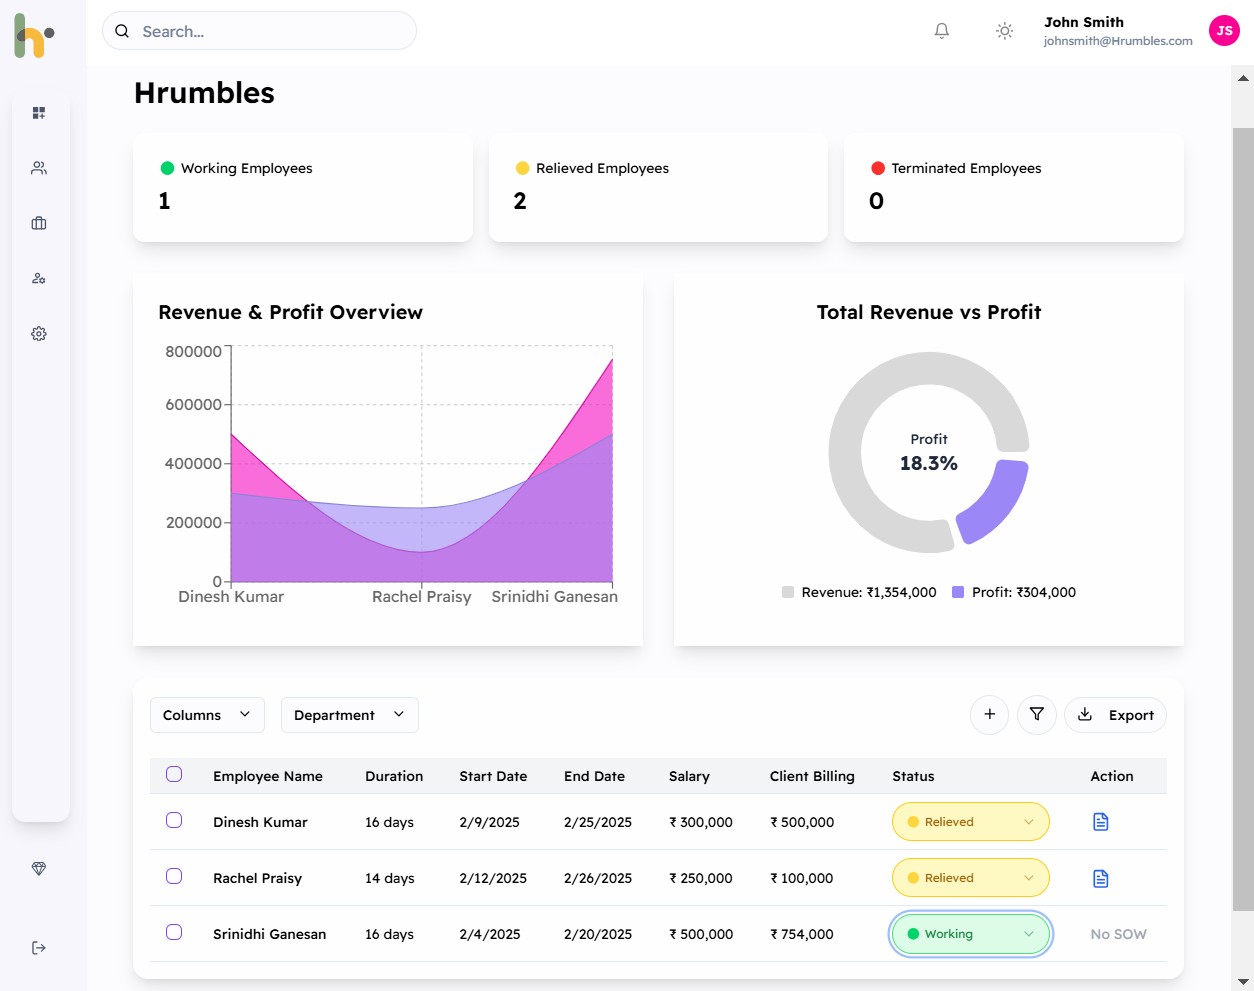 Search...
John Smith
johnsmith@Hrumbles.com
JS
Hrumbles
Working Employees
1
Relieved Employees
2
Terminated Employees
0
Revenue & Profit Overview
800000
600000
400000
200000
0
Dinesh Kumar Rachel Praisy Srinidhi Ganesan
Total Revenue vs Profit
Profit
18.3%
Revenue: ₹1,354,000 Profit: ₹304,000
Columns Department Export
Employee Name Duration Start Date End Date Salary Client Billing Status Action
Dinesh Kumar 16 days 2/9/2025 2/25/2025 ₹ 300,000 ₹ 500,000 Relieved
Rachel Praisy 14 days 2/12/2025 2/26/2025 ₹ 250,000 ₹ 100,000 Relieved
Srinidhi Ganesan 16 days 2/4/2025 2/20/2025 ₹ 500,000 ₹ 754,000 Working No SOW